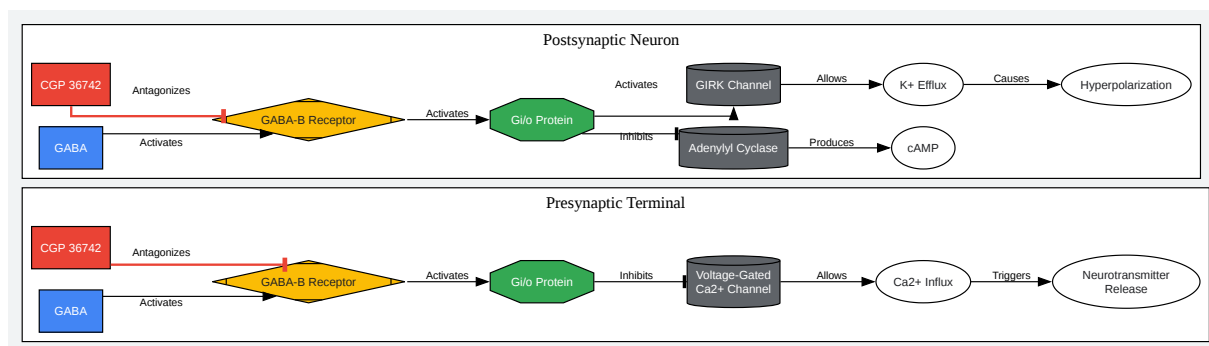 Postsynaptic Neuron
CGP 36742
Antagonizes
GABA
Activates
GABA-B Receptor
Activates
Gi/o Protein
Activates
Inhibits
GIRK Channel
Allows
K+ Efflux
Causes
Hyperpolarization
Adenylyl Cyclase
Produces
cAMP
Presynaptic Terminal
CGP 36742
Antagonizes
GABA
Activates
GABA-B Receptor
Activates
Gi/o Protein
Inhibits
Voltage-Gated
Ca2+ Channel
Allows
Ca2+ Influx
Triggers
Neurotransmitter
Release